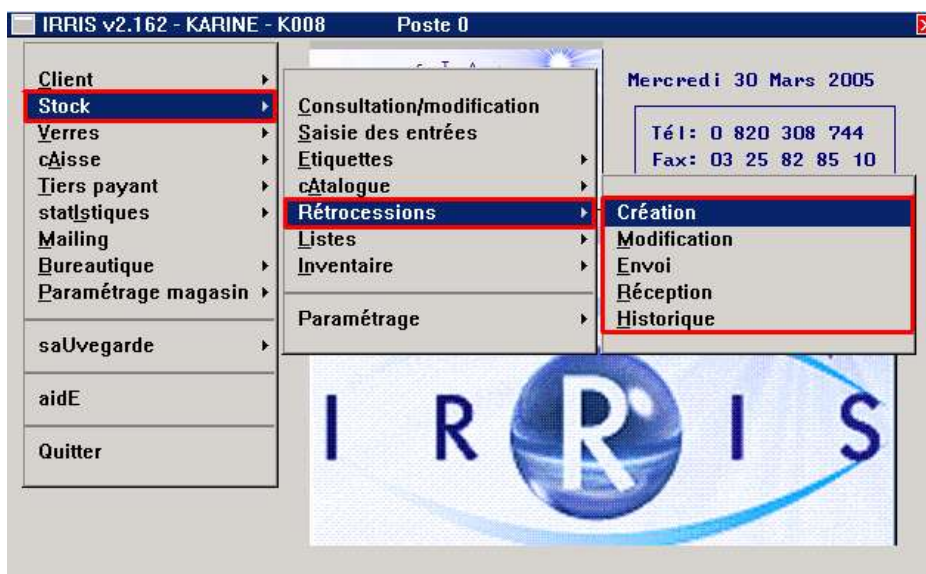 IRRIS v2.162 - KARINE - K008 Poste 0
Client
Stock
Verres
cAisse
Tiers payant
statIstiques
Mailing
Bureautique
Paramétrage magasin
saUvegarde
aidE
Quitter
Consultation/modification
Saisie des entrées
Etiquettes
cAtalogue
Rétrocessions
Listes
Inventaire
Paramétrage
Création
Modification
Envoi
Réception
Historique
Mercredi 30 Mars 2005
Tél: 0 820 308 744
Fax: 03 25 82 85 10
IRRIS